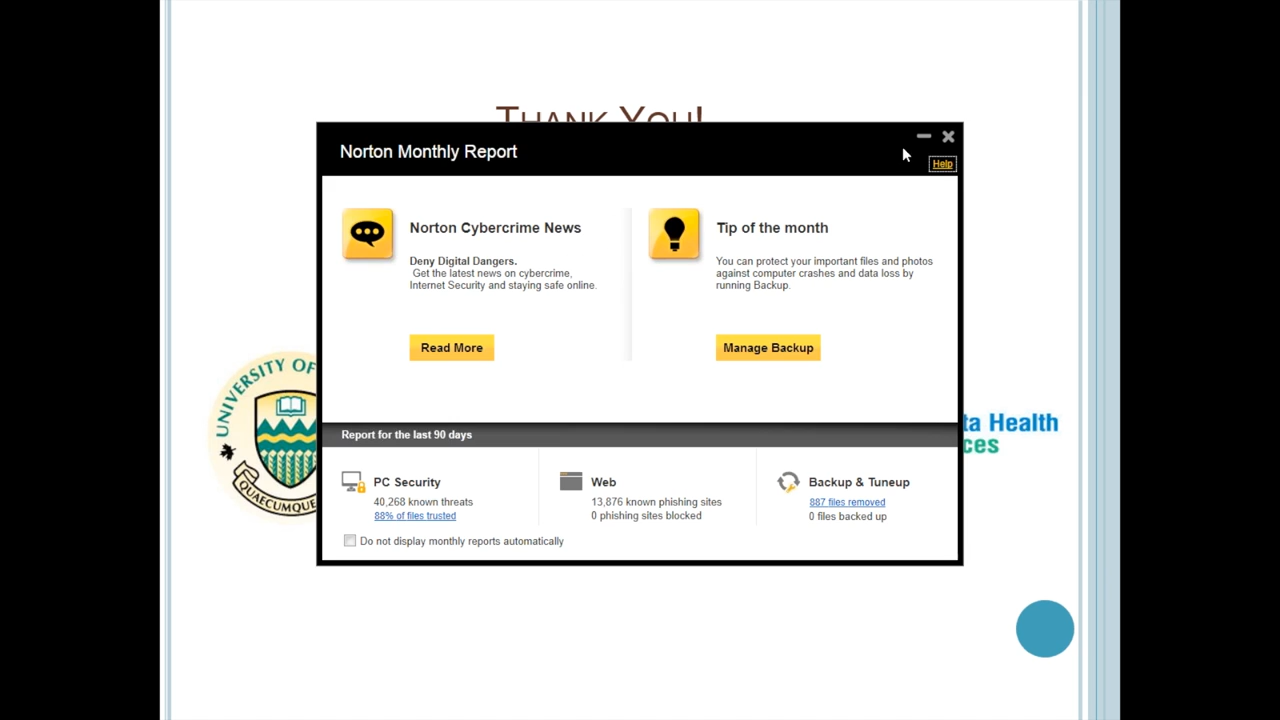 THANK YOU!
Norton Monthly Report
Help
Norton Cybercrime News
Deny Digital Dangers.
Get the latest news on cybercrime,
Internet Security and staying safe online.
Read More
Tip of the month
You can protect your important files and photos
against computer crashes and data loss by
running Backup.
Manage Backup
UNIVERSITY OF
QUAECUMQUE
ta Health
ces
Report for the last 90 days
PC Security
40,268 known threats
88% of files trusted
Web
13,876 known phishing sites
0 phishing sites blocked
Backup & Tuneup
887 files removed
0 files backed up
Do not display monthly reports automatically